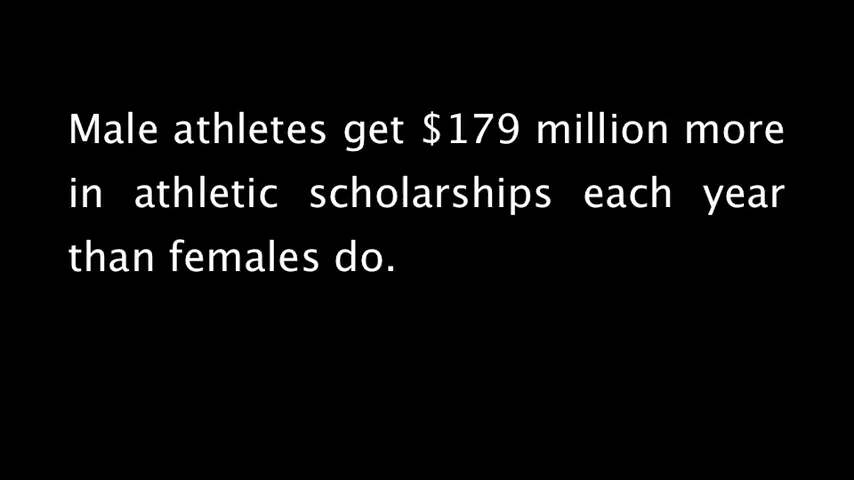 Male athletes get $179 million more
in athletic scholarships each year
than females do.